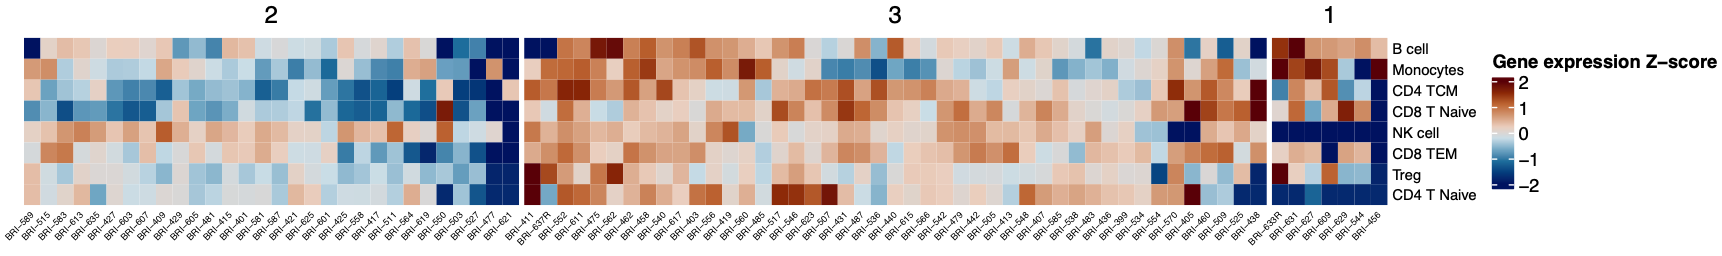 2
3
1
B cell
Monocytes
CD4 TCM
CD8 T Naive
NK cell
CD8 TEM
Treg
CD4 T Naive
Gene expression Z−score
2
1
0
−1
−2
BRI−589
BRI−515
BRI−583
BRI−613
BRI−635
BRI−427
BRI−603
BRI−607
BRI−409
BRI−429
BRI−605
BRI−481
BRI−415
BRI−401
BRI−581
BRI−587
BRI−421
BRI−625
BRI−601
BRI−425
BRI−558
BRI−417
BRI−511
BRI−564
BRI−619
BRI−550
BRI−503
BRI−527
BRI−477
BRI−621
BRI−411
BRI−637R
BRI−552
BRI−611
BRI−475
BRI−562
BRI−462
BRI−458
BRI−540
BRI−617
BRI−403
BRI−556
BRI−419
BRI−560
BRI−485
BRI−517
BRI−546
BRI−623
BRI−507
BRI−431
BRI−487
BRI−536
BRI−440
BRI−615
BRI−566
BRI−542
BRI−479
BRI−442
BRI−505
BRI−413
BRI−548
BRI−407
BRI−585
BRI−538
BRI−483
BRI−436
BRI−399
BRI−534
BRI−554
BRI−570
BRI−405
BRI−460
BRI−509
BRI−525
BRI−438
BRI−633R
BRI−631
BRI−627
BRI−609
BRI−629
BRI−544
BRI−456